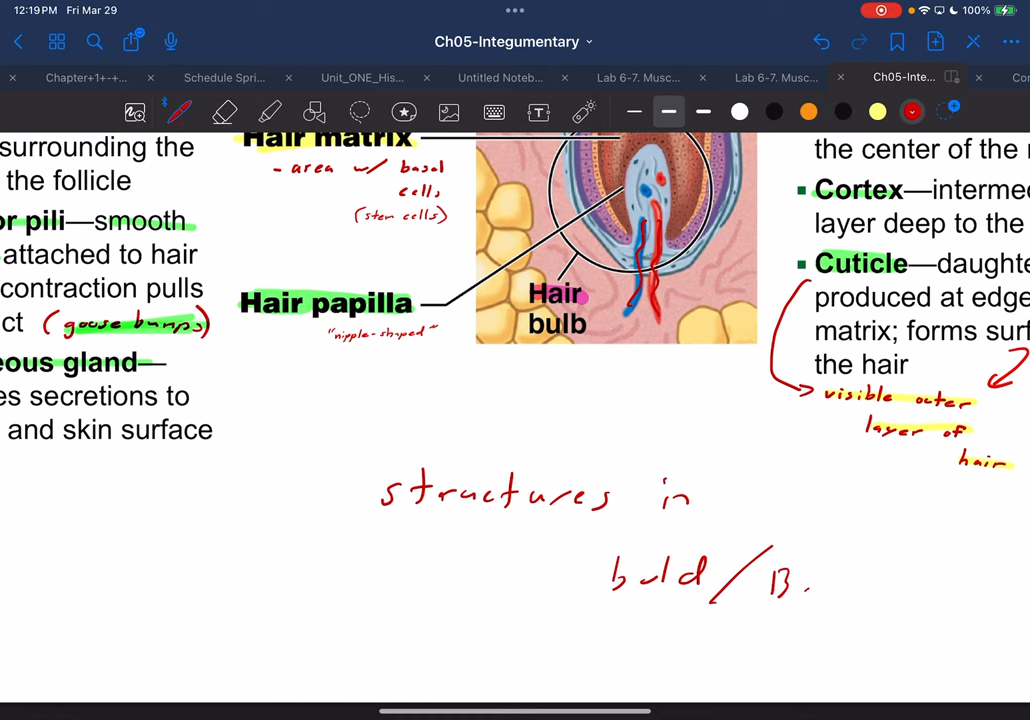 12:19 PM Fri Mar 29
100%
Ch05-Integumentary
Chapter+1+-+...
Schedule Spri...
Unit_ONE_His...
Untitled Noteb...
Lab 6-7. Musc...
Lab 6-7. Musc...
Ch05-Inte...
Co
surrounding the
the follicle
or pili—smooth
attached to hair
contraction pulls
ct (goose bumps)
eous gland—
es secretions to
and skin surface
Hair matrix
- area w/ basal
cells
(stem cells)
Hair papilla
"nipple-shaped"
Hair
bulb
the center of the
Cortex—interme
layer deep to the
Cuticle—daughte
produced at edge
matrix; forms surf
the hair
visible outer
layer of
hair
structures in
bold/B.